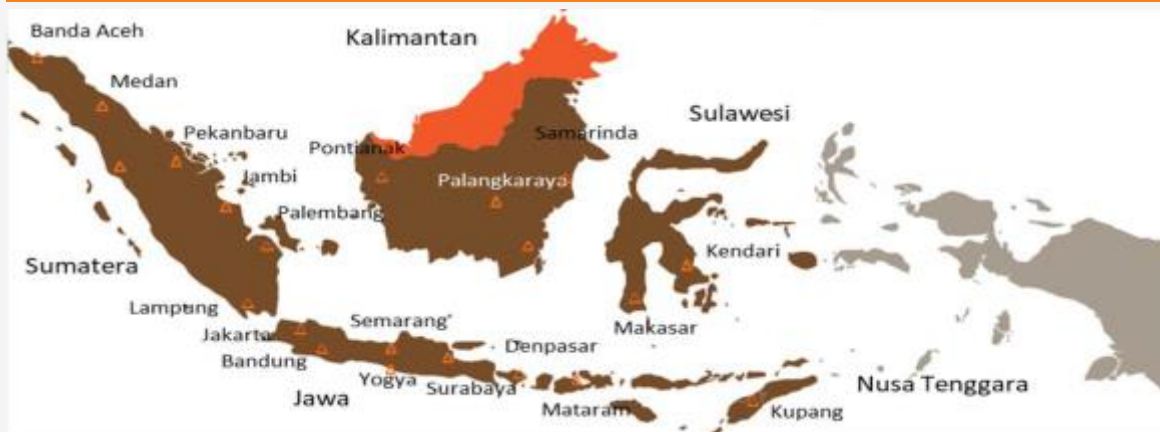 Banda Aceh
Kalimantan
Medan
Sulawesi
Pekanbaru
Samarinda
Pontianak
Jambi
Palangkaraya
Palembang
Kendari
Sumatera
Lampung
Semarang
Jakarta
Makasar
Denpasar
Bandung
Yogya
Surabaya
Nusa Tenggara
Jawa
Mataram
Kupang